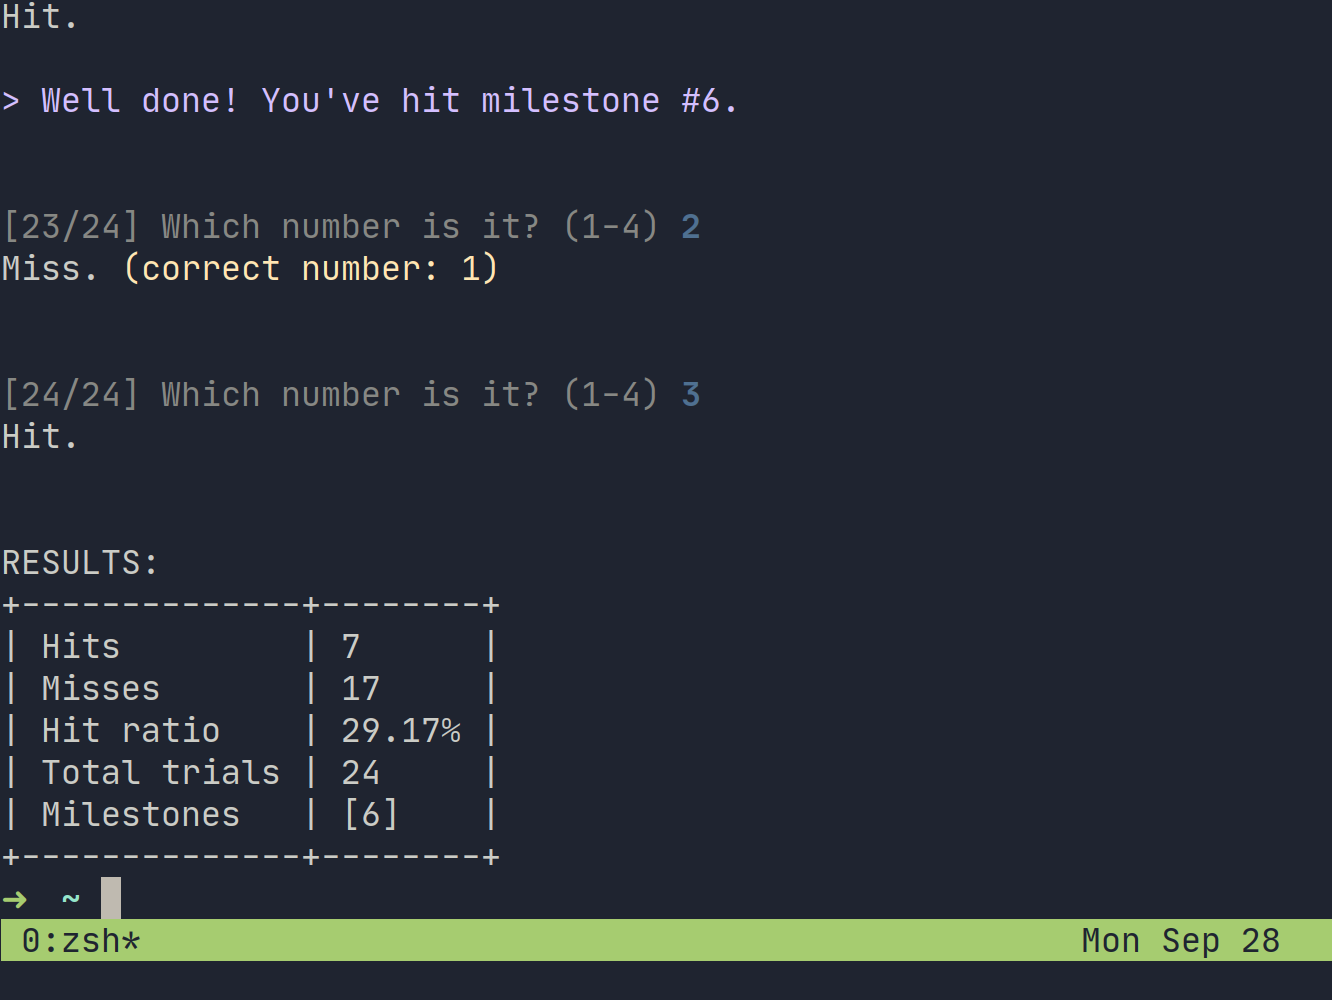 Hit.
> Well done! You've hit milestone #6.
[23/24] Which number is it? (1-4) 2
Miss. (correct number: 1)
[24/24] Which number is it? (1-4) 3
Hit.
RESULTS:
+--------------+--------+
| Hits         | 7      |
| Misses       | 17     |
| Hit ratio    | 29.17% |
| Total trials | 24     |
| Milestones   | [6]    |
+--------------+--------+
➜  ~
0:zsh* Mon Sep 28